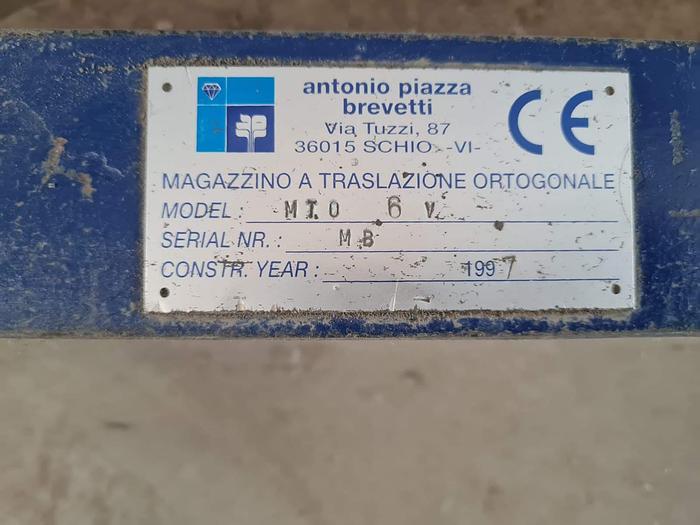 antonio piazza
brevetti
Via Tuzzi, 87
36015 SCHIO -VI-
CE
MAGAZZINO A TRASLAZIONE ORTOGONALE
MODEL : MTO 6 V
SERIAL NR. : MB
CONSTR. YEAR : 1997